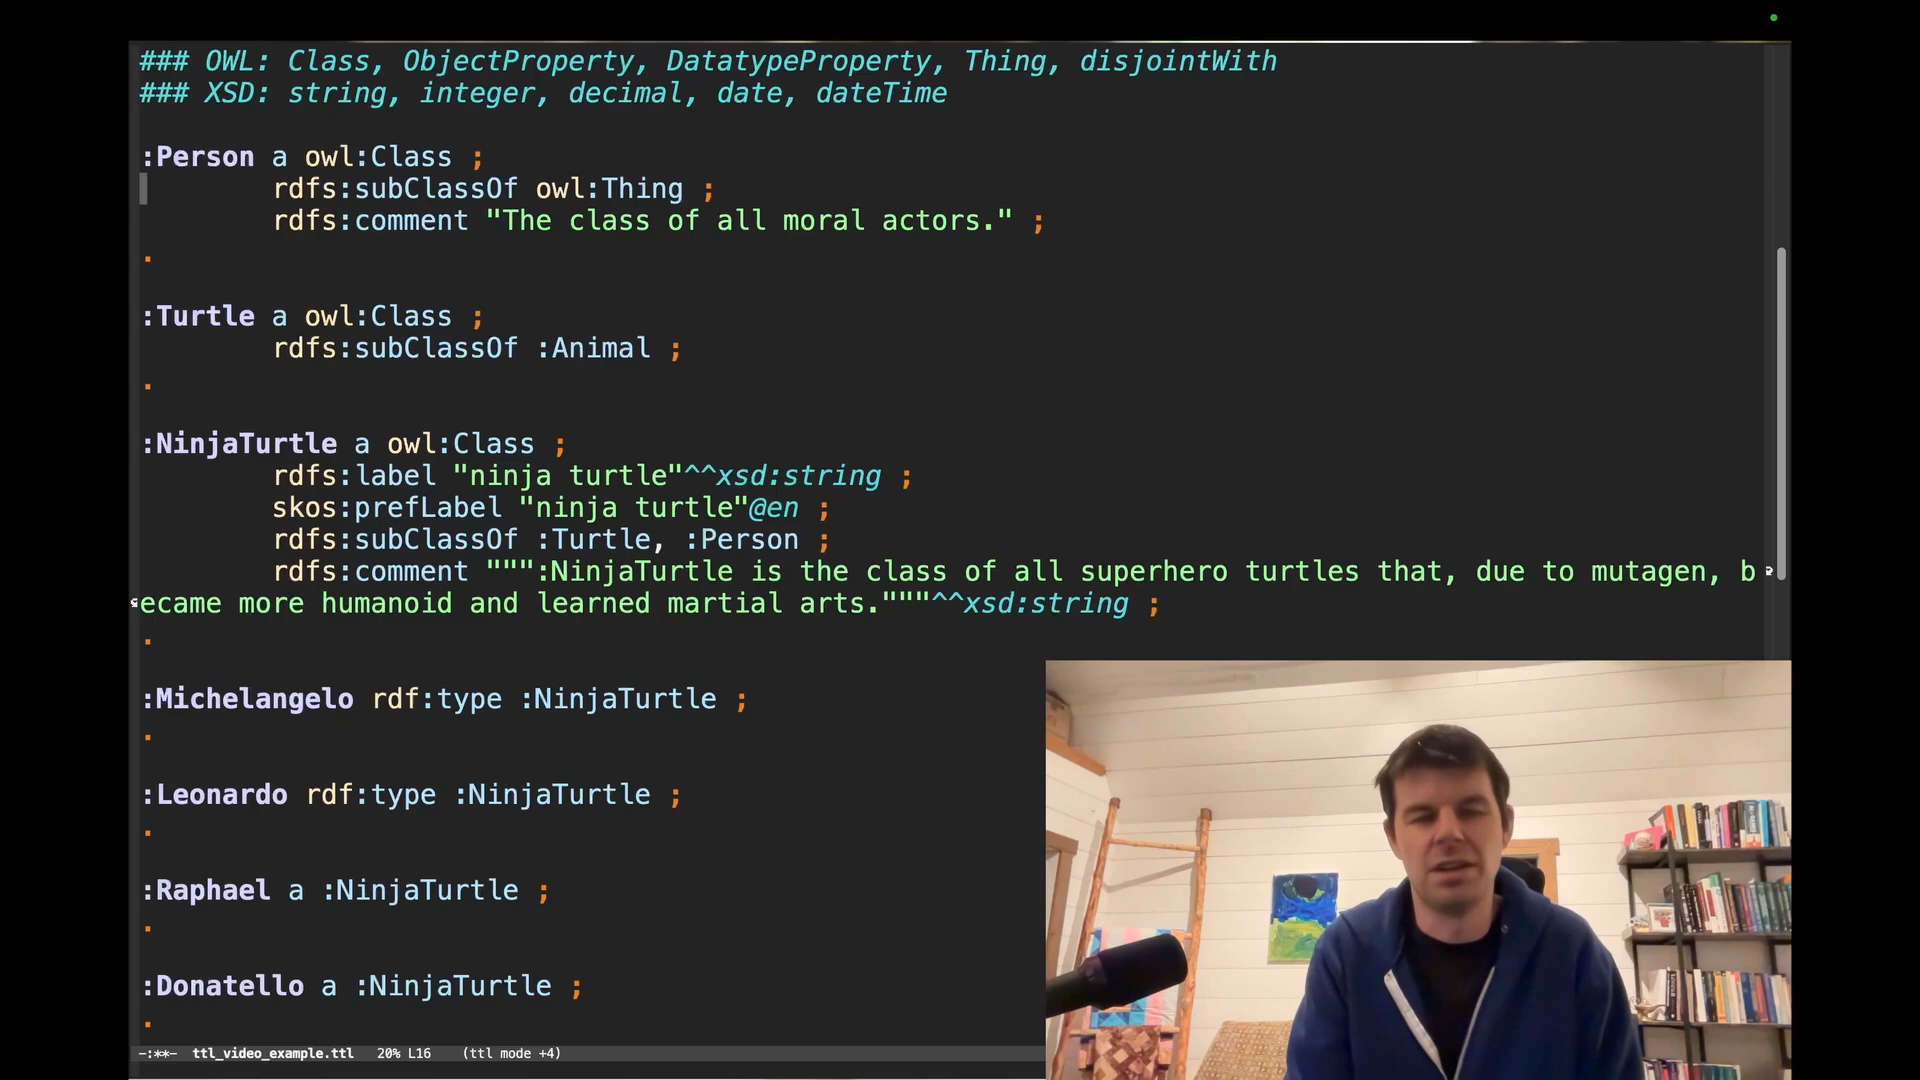 ### OWL: Class, ObjectProperty, DatatypeProperty, Thing, disjointWith
### XSD: string, integer, decimal, date, dateTime
:Person a owl:Class ;
rdfs:subClassOf owl:Thing ;
rdfs:comment "The class of all moral actors." ;
.
:Turtle a owl:Class ;
rdfs:subClassOf :Animal ;
.
:NinjaTurtle a owl:Class ;
rdfs:label "ninja turtle"^^xsd:string ;
skos:prefLabel "ninja turtle"@en ;
rdfs:subClassOf :Turtle, :Person ;
rdfs:comment """:NinjaTurtle is the class of all superhero turtles that, due to mutagen, b
ecame more humanoid and learned martial arts."""^^xsd:string ;
.
:Michelangelo rdf:type :NinjaTurtle ;
.
:Leonardo rdf:type :NinjaTurtle ;
.
:Raphael a :NinjaTurtle ;
.
:Donatello a :NinjaTurtle ;
.
-:**- ttl_video_example.ttl 20% L16 (ttl mode +4)